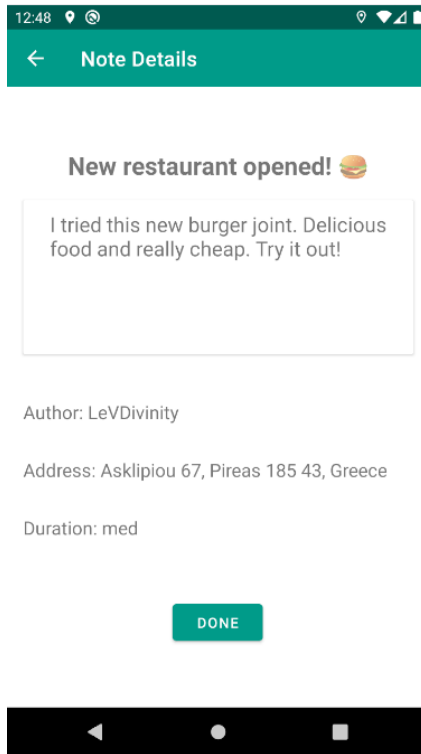 12:48
Note Details
New restaurant opened! 🍔
I tried this new burger joint. Delicious
food and really cheap. Try it out!
Author: LeVDivinity
Address: Asklipiou 67, Pireas 185 43, Greece
Duration: med
DONE